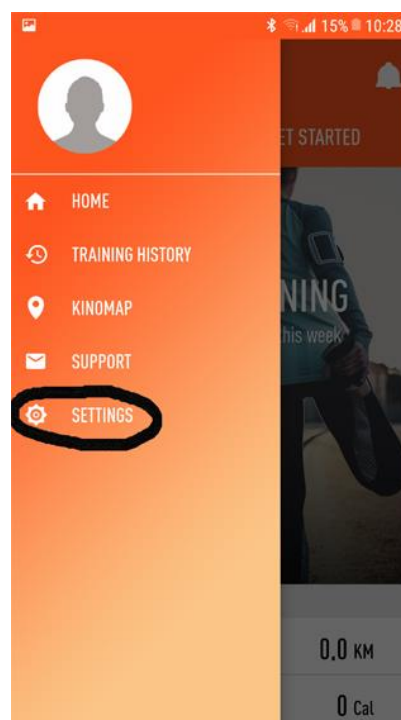 15% 10:28
ET STARTED
HOME
TRAINING HISTORY
KINOMAP
SUPPORT
SETTINGS
NING
his week
0.0 KM
0 Cal